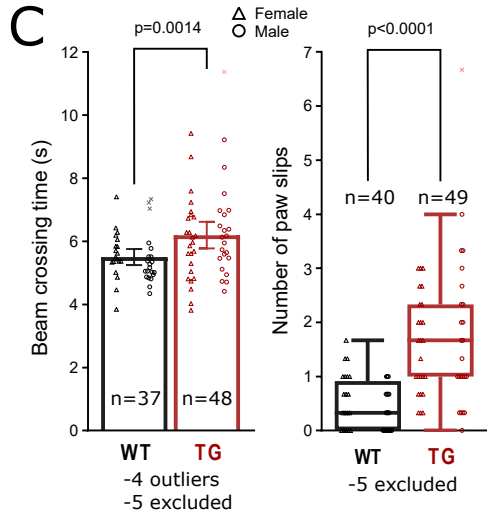 C
△ Female
○ Male
p=0.0014
p<0.0001
Beam crossing time (s)
12
10
8
6
4
2
0
n=37
n=48
WT
TG
-4 outliers
-5 excluded
Number of paw slips
7
6
5
4
3
2
1
0
n=40
n=49
WT
TG
-5 excluded